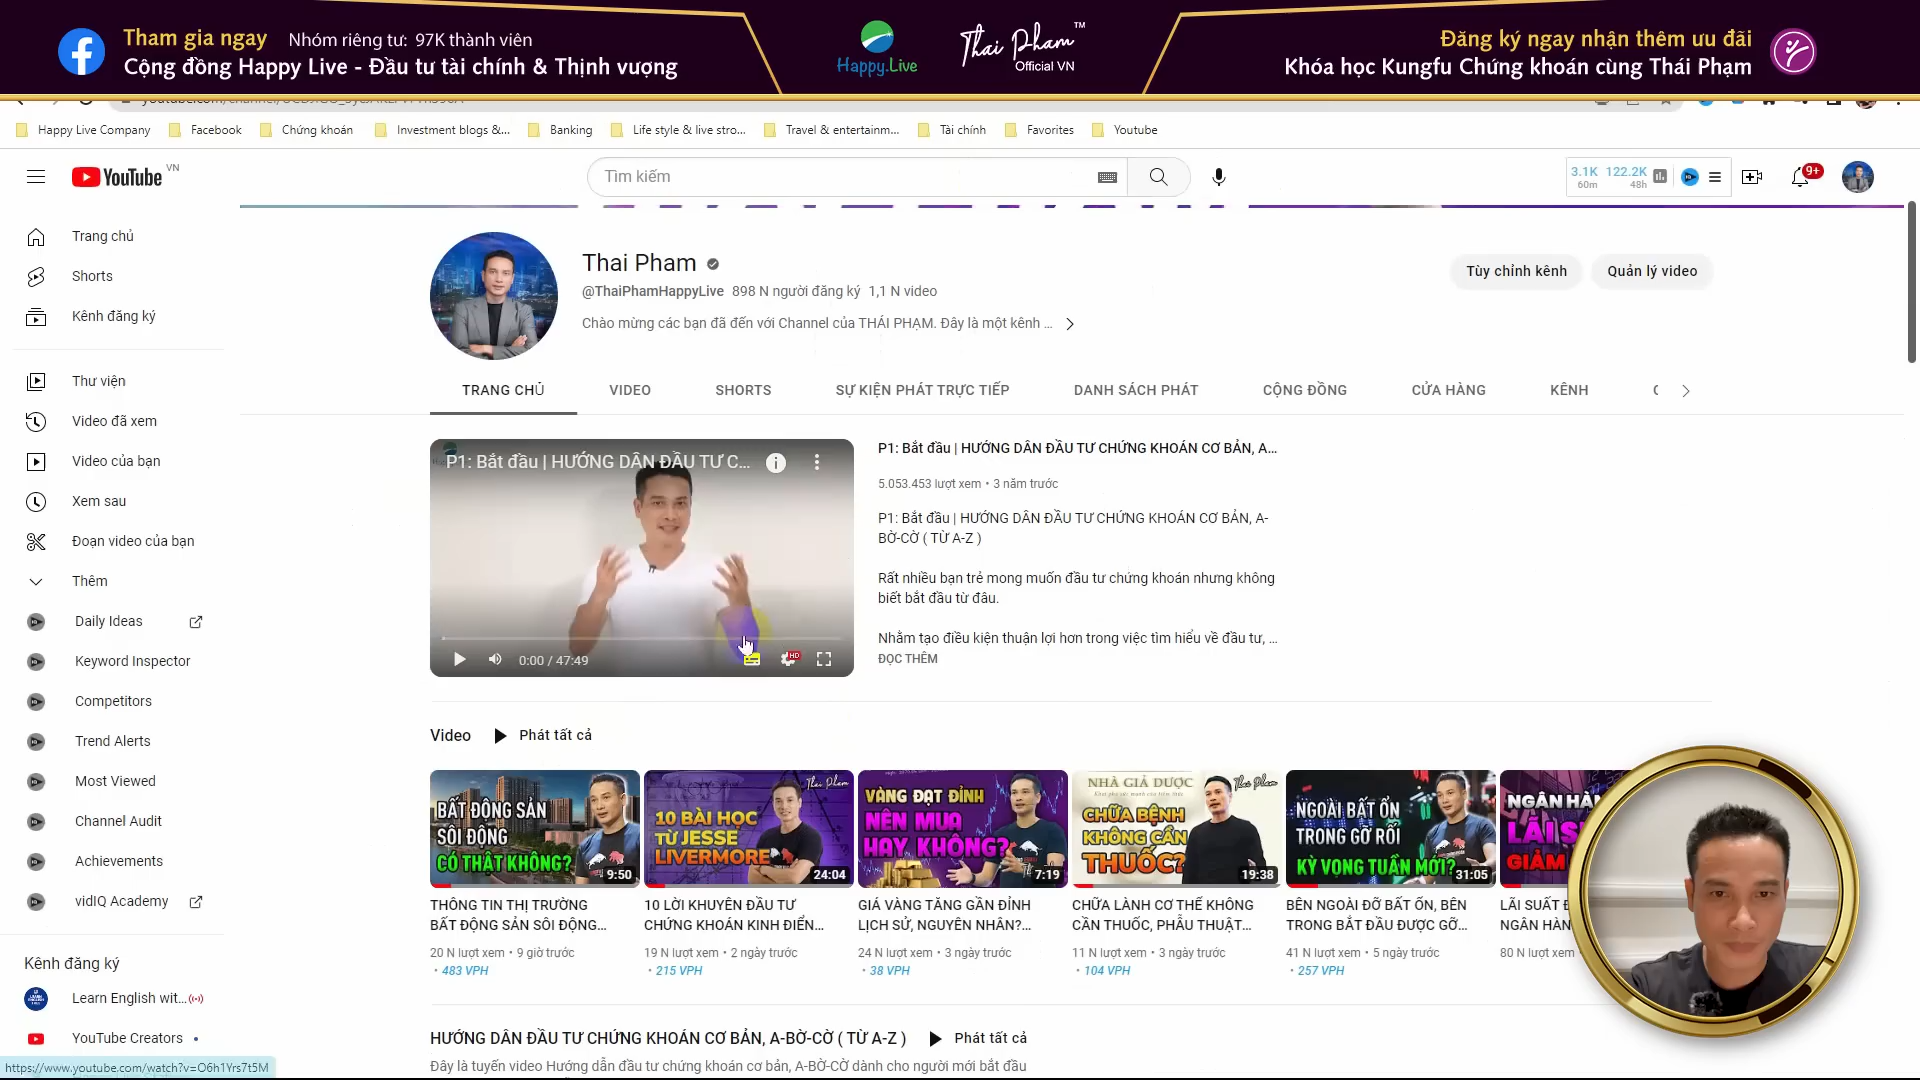 Tham gia ngay Nhóm riêng tư: 97K thành viên
Cộng đồng Happy Live - Đầu tư tài chính & Thịnh vượng
Happy.Live
Thai Pham™
Official VN
Đăng ký ngay nhận thêm ưu đãi
Khóa học Kungfu Chứng khoán cùng Thái Phạm
Happy Live Company Facebook Chứng khoán Investment blogs &... Banking Life style & live stro... Travel & entertainm... Tài chính Favorites Youtube
YouTube VN
Tìm kiếm
3.1K 122.2K
60m 48h
9+
Trang chủ
Shorts
Kênh đăng ký
Thư viện
Video đã xem
Video của bạn
Xem sau
Đoạn video của bạn
Thêm
Daily Ideas
Keyword Inspector
Competitors
Trend Alerts
Most Viewed
Channel Audit
Achievements
vidIQ Academy
Kênh đăng ký
Learn English wit...
YouTube Creators
https://www.youtube.com/watch?v=O6h1Yrs7t5M
Thai Pham
@ThaiPhamHappyLive 898 N người đăng ký 1,1 N video
Chào mừng các bạn đã đến với Channel của THÁI PHẠM. Đây là một kênh ...
Tùy chỉnh kênh Quản lý video
TRANG CHỦ VIDEO SHORTS SỰ KIỆN PHÁT TRỰC TIẾP DANH SÁCH PHÁT CỘNG ĐỒNG CỬA HÀNG KÊNH
P1: Bắt đầu | HƯỚNG DẪN ĐẦU TƯ C...
0:00 / 47:49
HD
P1: Bắt đầu | HƯỚNG DẪN ĐẦU TƯ CHỨNG KHOÁN CƠ BẢN, A...
5.053.453 lượt xem • 3 năm trước
P1: Bắt đầu | HƯỚNG DẪN ĐẦU TƯ CHỨNG KHOÁN CƠ BẢN, A-
BỜ-CỜ ( TỪ A-Z )
Rất nhiều bạn trẻ mong muốn đầu tư chứng khoán nhưng không
biết bắt đầu từ đâu.
Nhằm tạo điều kiện thuận lợi hơn trong việc tìm hiểu về đầu tư, ...
ĐỌC THÊM
Video Phát tất cả
BẤT ĐỘNG SẢN
SÔI ĐỘNG
CÓ THẬT KHÔNG?
9:50
THÔNG TIN THỊ TRƯỜNG
BẤT ĐỘNG SẢN SÔI ĐỘNG...
20 N lượt xem • 9 giờ trước
• 483 VPH
Thai Pham
10 BÀI HỌC
TỪ JESSE
LIVERMORE
24:04
10 LỜI KHUYÊN ĐẦU TƯ
CHỨNG KHOÁN KINH ĐIỂN...
19 N lượt xem • 2 ngày trước
• 215 VPH
VÀNG ĐẠT ĐỈNH
NÊN MUA
HAY KHÔNG?
7:19
GIÁ VÀNG TĂNG GẦN ĐỈNH
LỊCH SỬ, NGUYÊN NHÂN?...
24 N lượt xem • 3 ngày trước
• 38 VPH
NHÀ GIẢ DƯỢC
Thai Pham
CHỮA BỆNH
KHÔNG CẦN
THUỐC?
19:38
CHỮA LÀNH CƠ THỂ KHÔNG
CẦN THUỐC, PHẪU THUẬT...
11 N lượt xem • 3 ngày trước
• 104 VPH
NGOÀI BẤT ỔN
TRONG GỠ RỐI
KỲ VỌNG TUẦN MỚI?
31:05
BÊN NGOÀI ĐỠ BẤT ỔN, BÊN
TRONG BẮT ĐẦU ĐƯỢC GỠ...
41 N lượt xem • 5 ngày trước
• 257 VPH
NGÂN HÀ
LÃI S
GIẢM
LÃI SUẤT
NGÂN HÀN
80 N lượt xem
HƯỚNG DẪN ĐẦU TƯ CHỨNG KHOÁN CƠ BẢN, A-BỜ-CỜ ( TỪ A-Z ) Phát tất cả
Đây là tuyến video Hướng dẫn đầu tư chứng khoán cơ bản, A-BỜ-CỜ dành cho người mới bắt đầu